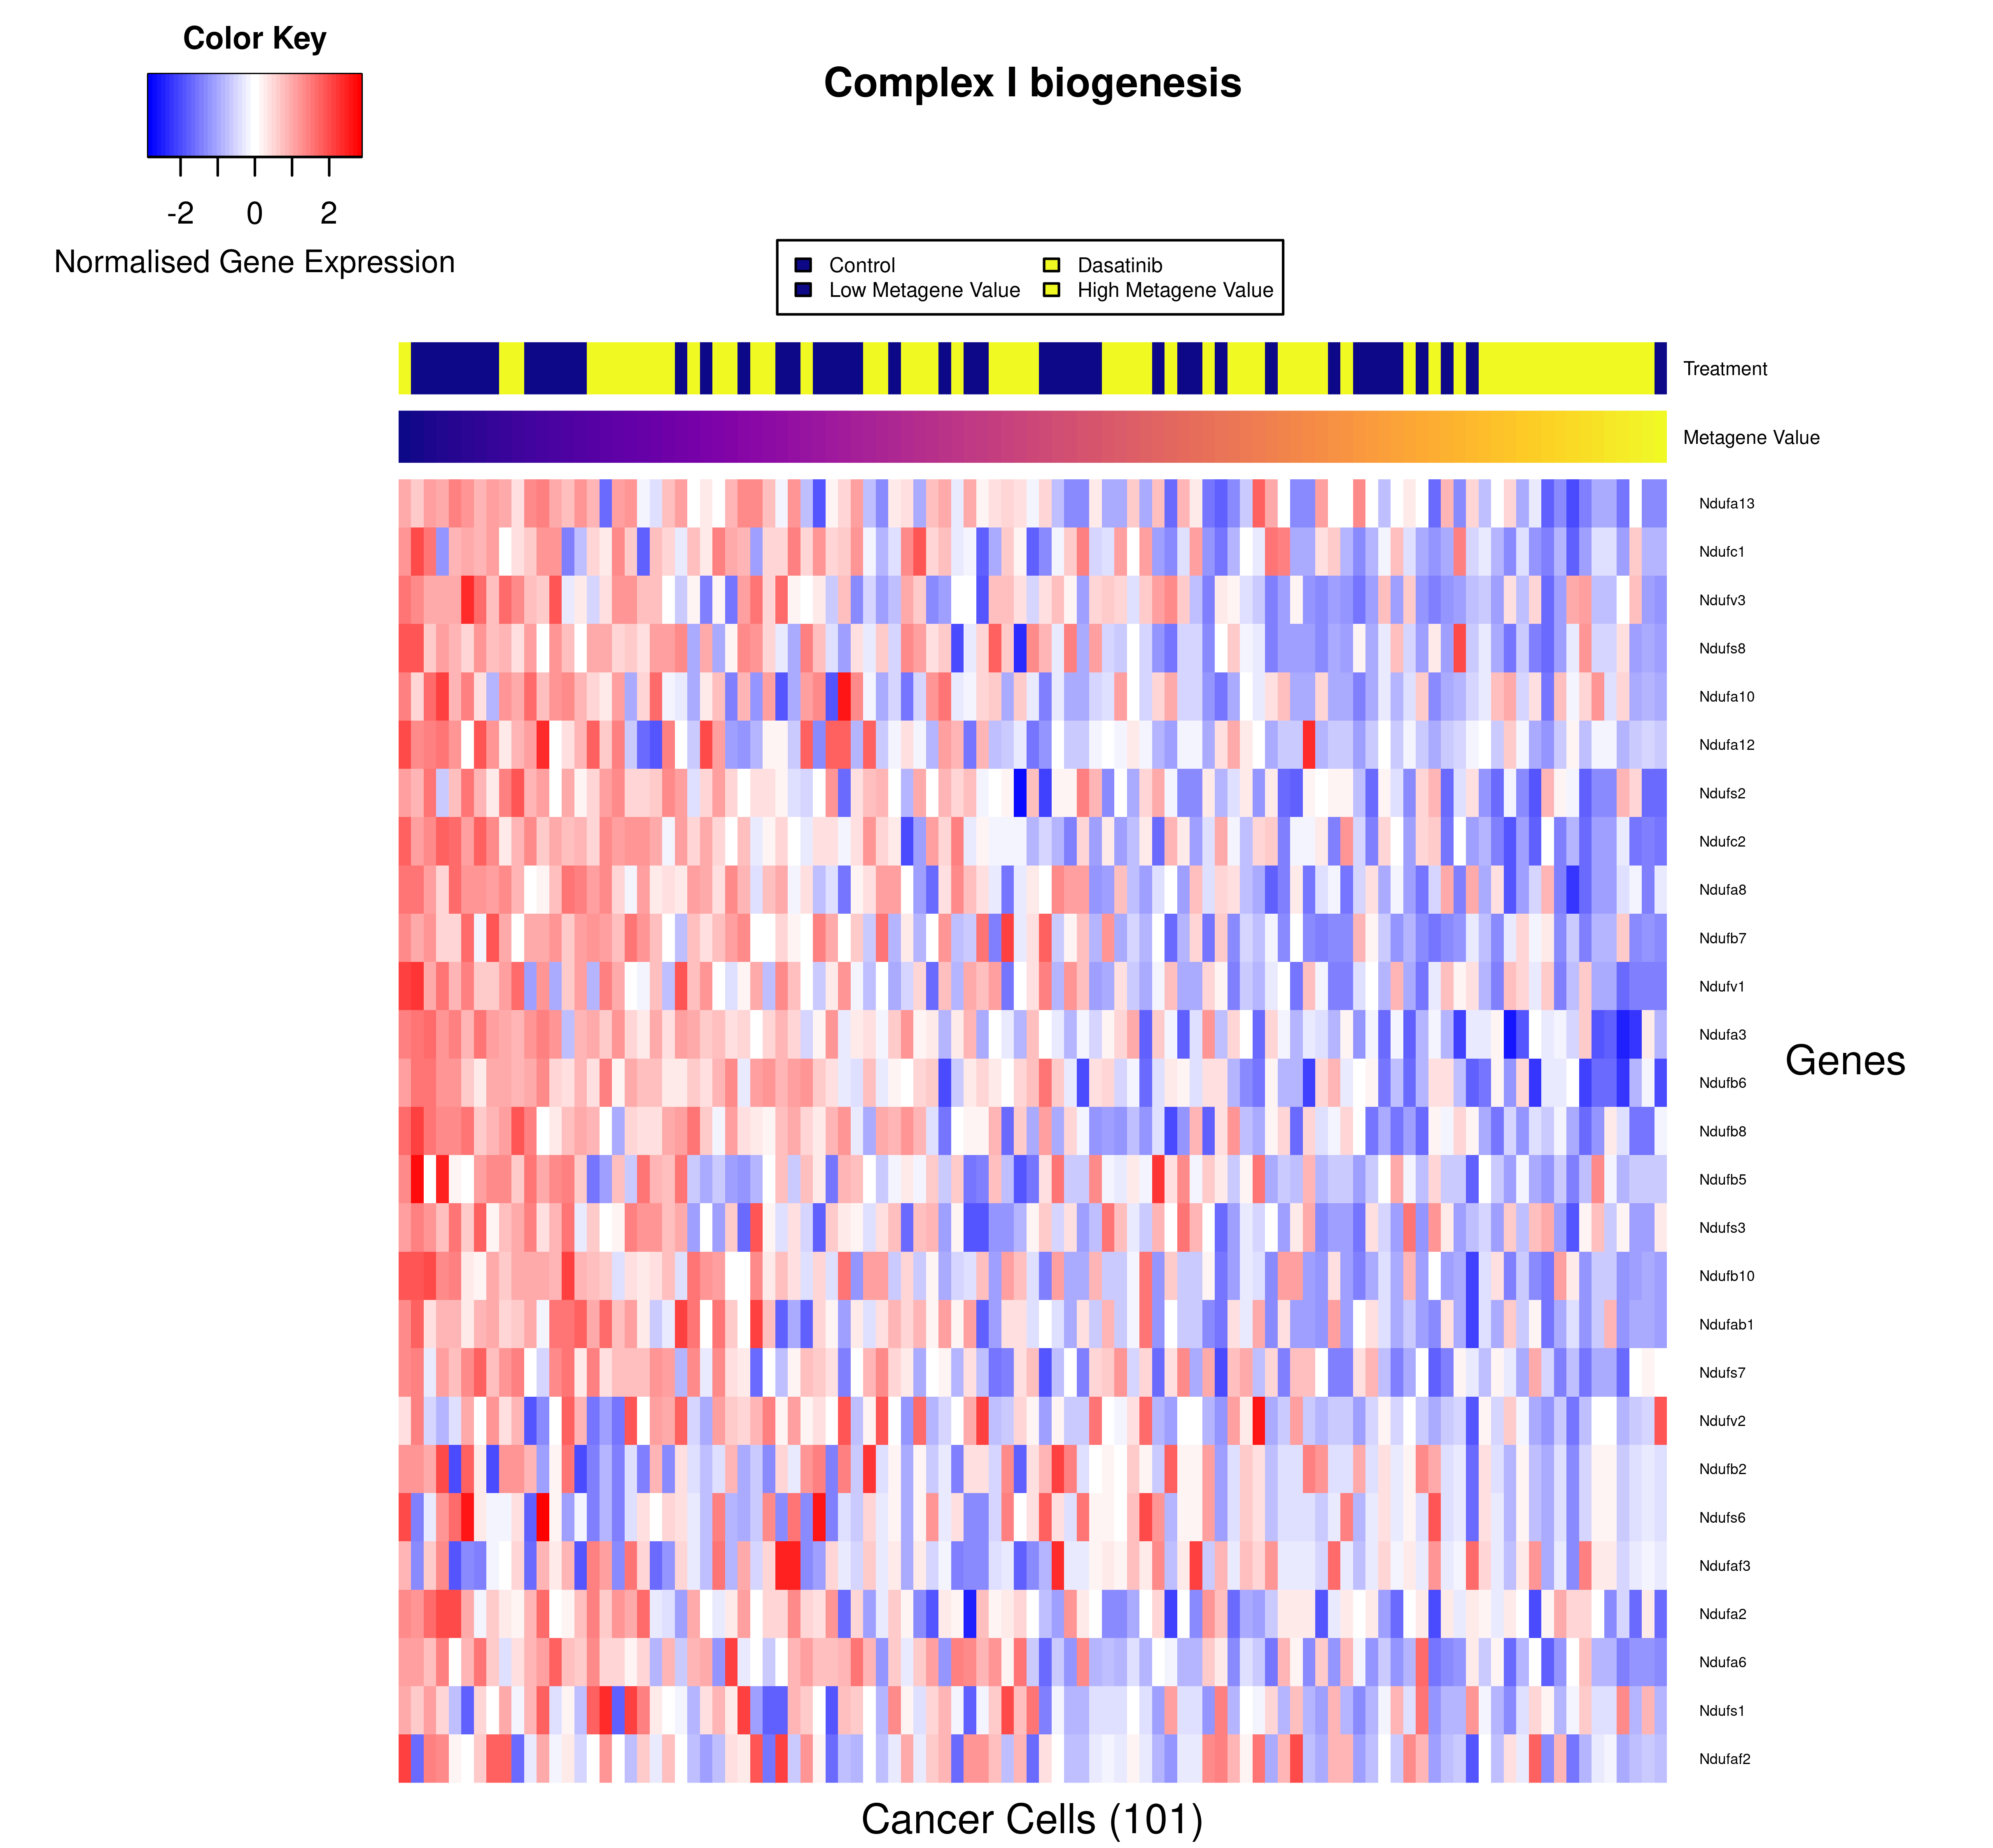 Color Key
-2 0 2
Normalised Gene Expression
Complex I biogenesis
Control Dasatinib
Low Metagene Value High Metagene Value
Treatment
Metagene Value
Ndufa13
Ndufc1
Ndufv3
Ndufs8
Ndufa10
Ndufa12
Ndufs2
Ndufc2
Ndufa8
Ndufb7
Ndufv1
Ndufa3
Genes
Ndufb6
Ndufb8
Ndufb5
Ndufs3
Ndufb10
Ndufab1
Ndufs7
Ndufv2
Ndufb2
Ndufs6
Ndufaf3
Ndufa2
Ndufa6
Ndufs1
Ndufaf2
Cancer Cells (101)